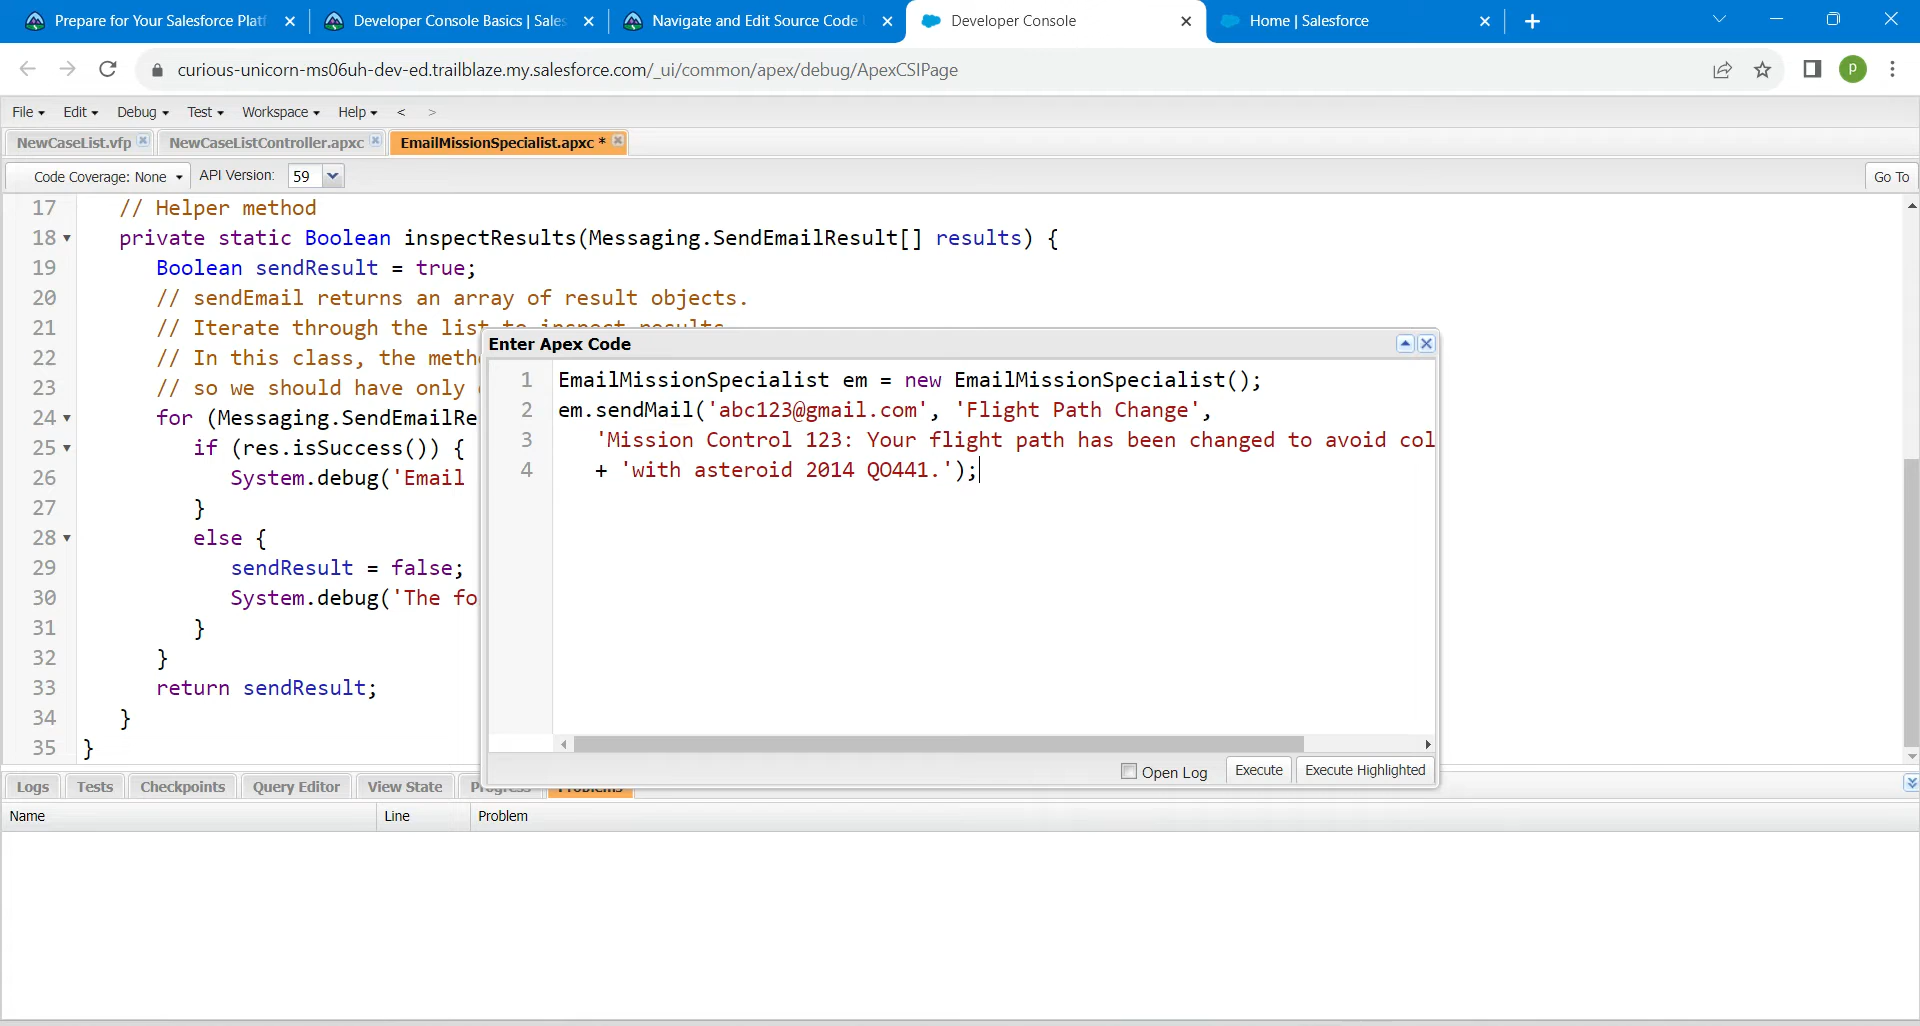 Prepare for Your Salesforce Platf
Developer Console Basics | Sales
Navigate and Edit Source Code
Developer Console
Home | Salesforce
curious-unicorn-ms06uh-dev-ed.trailblaze.my.salesforce.com/_ui/common/apex/debug/ApexCSIPage
P
File Edit Debug Test Workspace Help < >
NewCaseList.vfp NewCaseListController.apxc EmailMissionSpecialist.apxc *
Code Coverage: None API Version: 59 Go To
17 // Helper method
18 private static Boolean inspectResults(Messaging.SendEmailResult[] results) {
19 Boolean sendResult = true;
20 // sendEmail returns an array of result objects.
21 // Iterate through the list to inspect results
22 // In this class, the meth
23 // so we should have only
24 for (Messaging.SendEmailRe
25 if (res.isSuccess()) {
26 System.debug('Email
27 }
28 else {
29 sendResult = false;
30 System.debug('The fo
31 }
32 }
33 return sendResult;
34 }
35 }
Enter Apex Code
1 EmailMissionSpecialist em = new EmailMissionSpecialist();
2 em.sendMail('abc123@gmail.com', 'Flight Path Change',
3 'Mission Control 123: Your flight path has been changed to avoid col
4 + 'with asteroid 2014 QO441.');
Open Log Execute Execute Highlighted
Logs Tests Checkpoints Query Editor View State Progress Problems
Name Line Problem